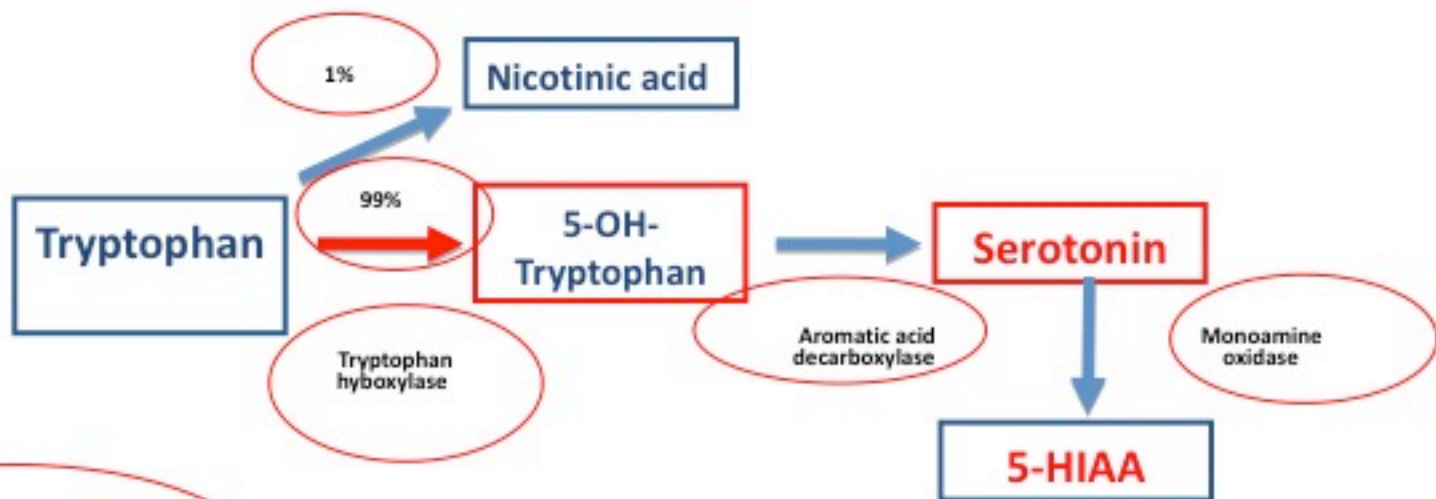 1%
Nicotinic acid
99%
Tryptophan
5-OH-
Tryptophan
Serotonin
Tryptophan
hyboxylase
Aromatic acid
decarboxylase
Monoamine
oxidase
5-HIAA